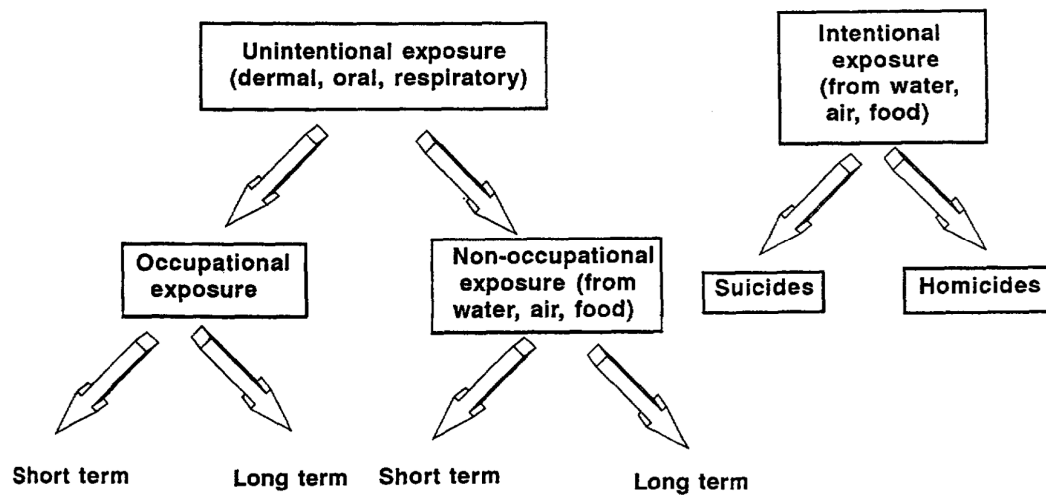 Unintentional exposure
(dermal, oral, respiratory)
Intentional
exposure
(from water,
air, food)
Occupational
exposure
Non-occupational
exposure (from
water, air, food)
Suicides
Homicides
Short term
Long term
Short term
Long term